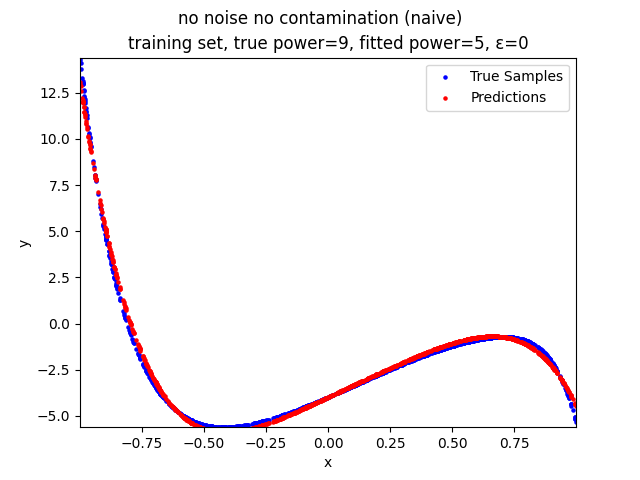 no noise no contamination (naive)
training set, true power=9, fitted power=5, ε=0
True Samples
Predictions
12.5
10.0
7.5
5.0
2.5
0.0
−2.5
−5.0
y
−0.75
−0.50
−0.25
0.00
0.25
0.50
0.75
x